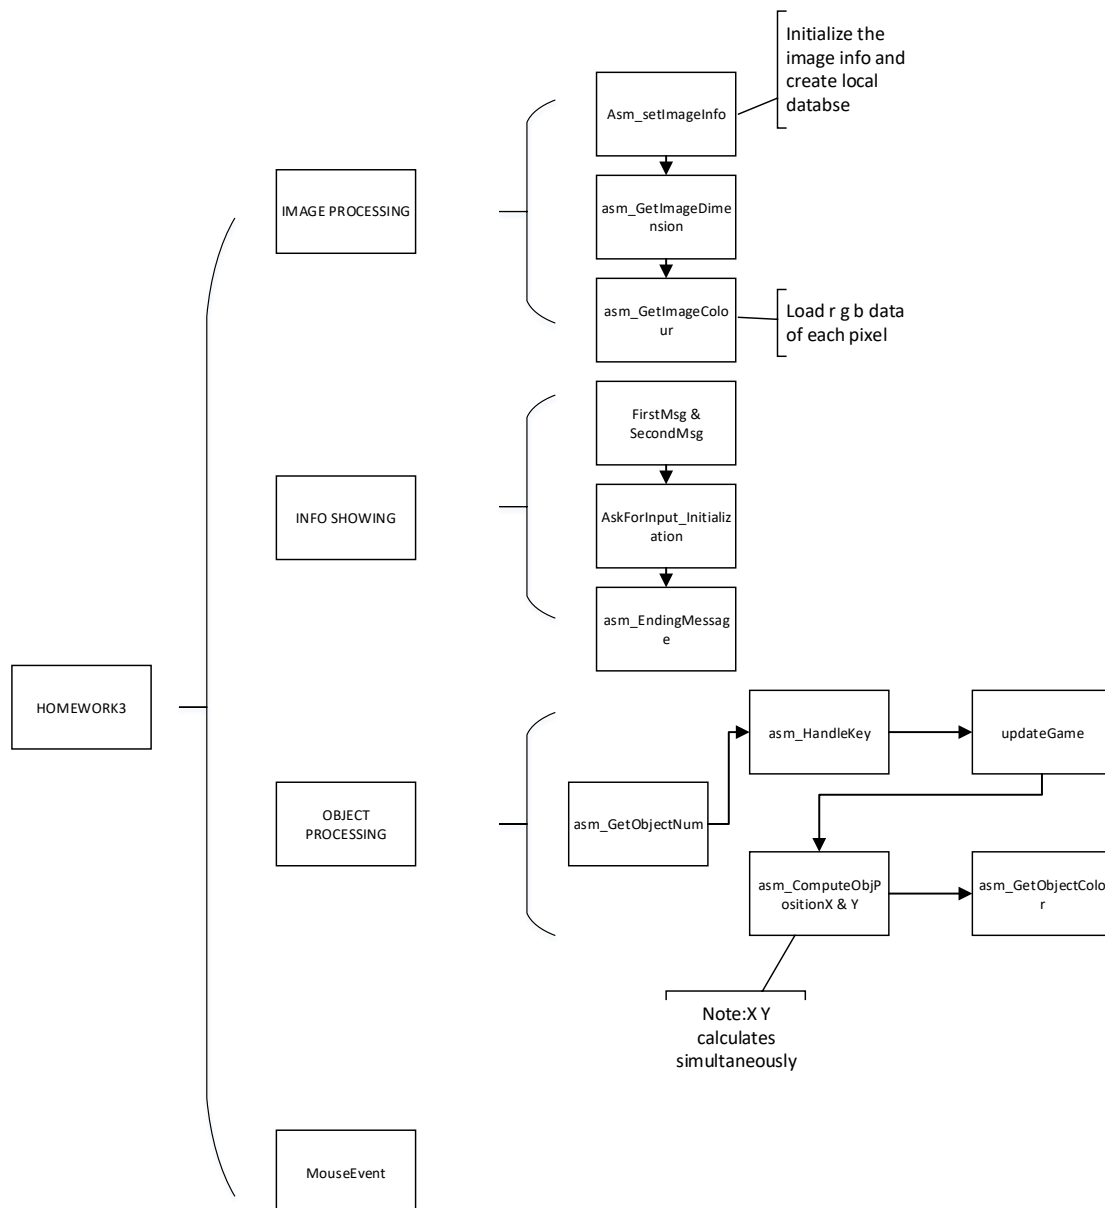 Initialize the
image info and
create local
databse
Asm_setImageInfo
IMAGE PROCESSING
asm_GetImageDime
nsion
asm_GetImageColo
ur
Load r g b data
of each pixel
FirstMsg &
SecondMsg
INFO SHOWING
AskForInput_Initializ
ation
asm_EndingMessag
e
HOMEWORK3
OBJECT
PROCESSING
asm_GetObjectNum
asm_HandleKey
updateGame
asm_ComputeObjP
ositionX & Y
asm_GetObjectColo
r
Note:X Y
calculates
simultaneously
MouseEvent